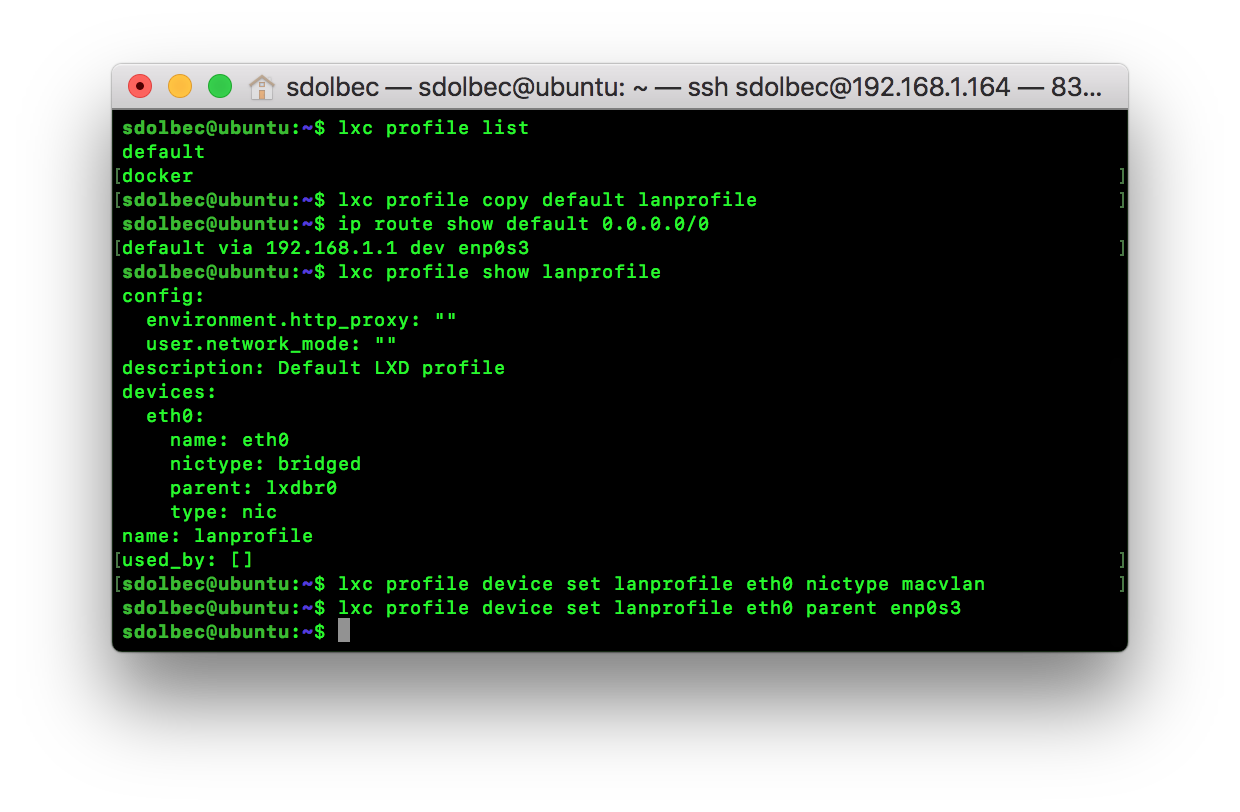 sdolbec — sdolbec@ubuntu: ~ — ssh sdolbec@192.168.1.164 — 83...
sdolbec@ubuntu:~$ lxc profile list
default
[docker ]
[sdolbec@ubuntu:~$ lxc profile copy default lanprofile ]
sdolbec@ubuntu:~$ ip route show default 0.0.0.0/0
[default via 192.168.1.1 dev enp0s3 ]
sdolbec@ubuntu:~$ lxc profile show lanprofile
config:
  environment.http_proxy: ""
  user.network_mode: ""
description: Default LXD profile
devices:
  eth0:
    name: eth0
    nictype: bridged
    parent: lxdbr0
    type: nic
name: lanprofile
[used_by: [] ]
[sdolbec@ubuntu:~$ lxc profile device set lanprofile eth0 nictype macvlan ]
sdolbec@ubuntu:~$ lxc profile device set lanprofile eth0 parent enp0s3
sdolbec@ubuntu:~$